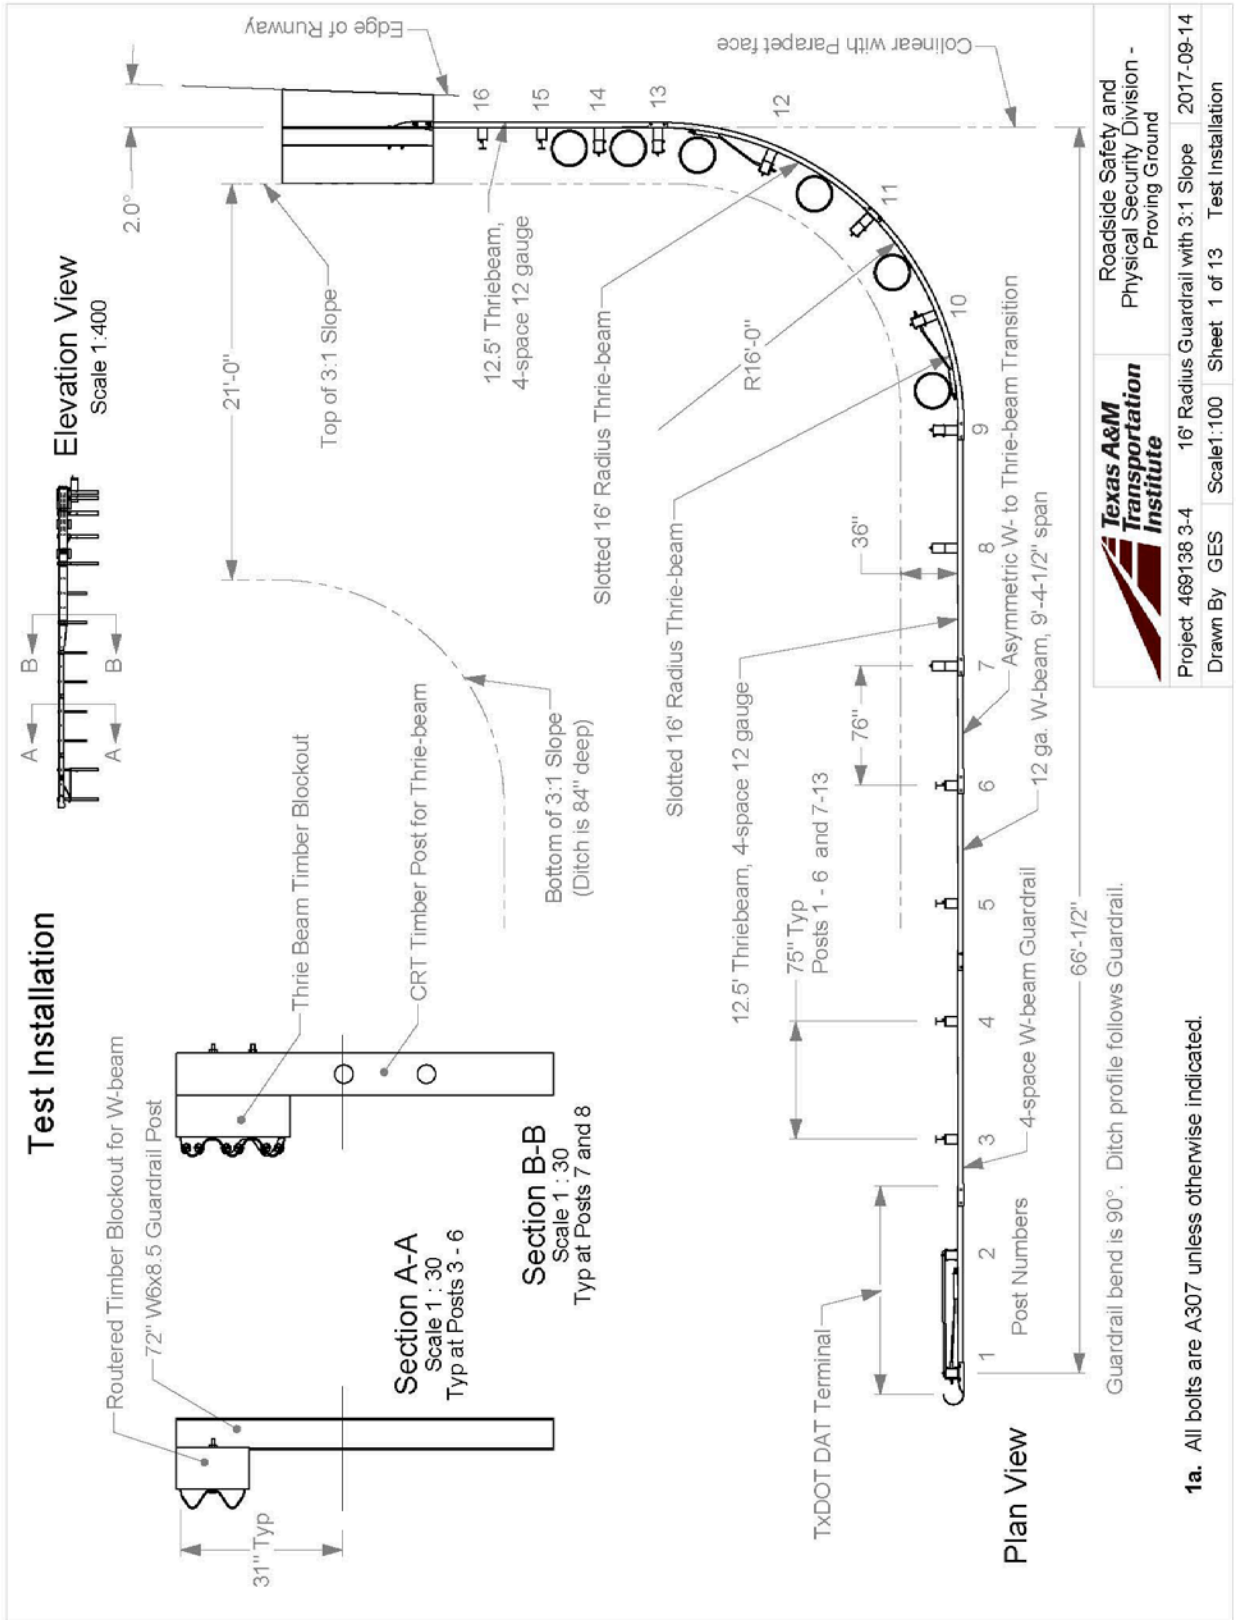 Test Installation
Routered Timber Blockout for W-beam
72" W6x8.5 Guardrail Post
31" Typ
Section A-A
Scale 1 : 30
Typ at Posts 3 - 6
Thrie Beam Timber Blockout
CRT Timber Post for Thrie-beam
Section B-B
Scale 1 : 30
Typ at Posts 7 and 8
A
B
A
B
Elevation View
Scale 1:400
2.0°
Edge of Runway
21'-0"
Top of 3:1 Slope
Bottom of 3:1 Slope
(Ditch is 84" deep)
12.5' Thriebeam,
4-space 12 gauge
16
15
14
13
12
11
10
9
8
7
6
5
4
3
2
1
Colinear with Parapet face
Slotted 16' Radius Thrie-beam
R16'-0"
Slotted 16' Radius Thrie-beam
12.5' Thriebeam, 4-space 12 gauge
36"
76"
75" Typ
Posts 1 - 6 and 7-13
TxDOT DAT Terminal
Asymmetric W- to Thrie-beam Transition
12 ga. W-beam, 9'-4-1/2" span
4-space W-beam Guardrail
Post Numbers
66'-1/2"
Plan View
Guardrail bend is 90°. Ditch profile follows Guardrail.
1a. All bolts are A307 unless otherwise indicated.
Texas A&M
Transportation
Institute
Roadside Safety and
Physical Security Division -
Proving Ground
Project 469138 3-4 16' Radius Guardrail with 3:1 Slope 2017-09-14
Drawn By GES Scale1:100 Sheet 1 of 13 Test Installation